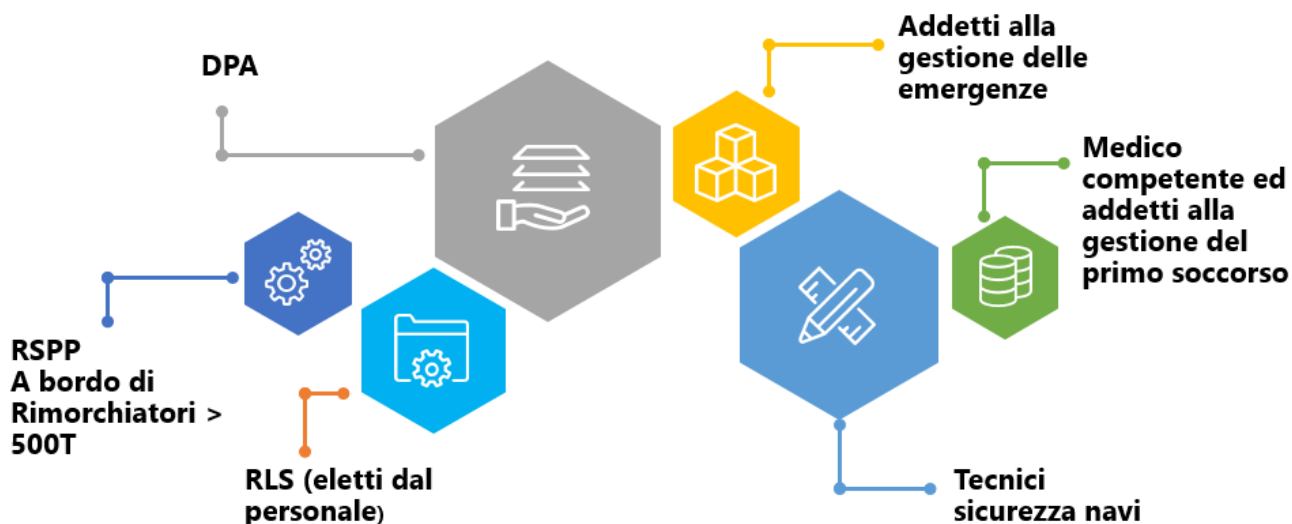 DPA
Addetti alla
gestione delle
emergenze
Medico
competente ed
addetti alla
gestione del
primo soccorso
RSPP
A bordo di
Rimorchiatori >
500T
RLS (eletti dal
personale)
Tecnici
sicurezza navi